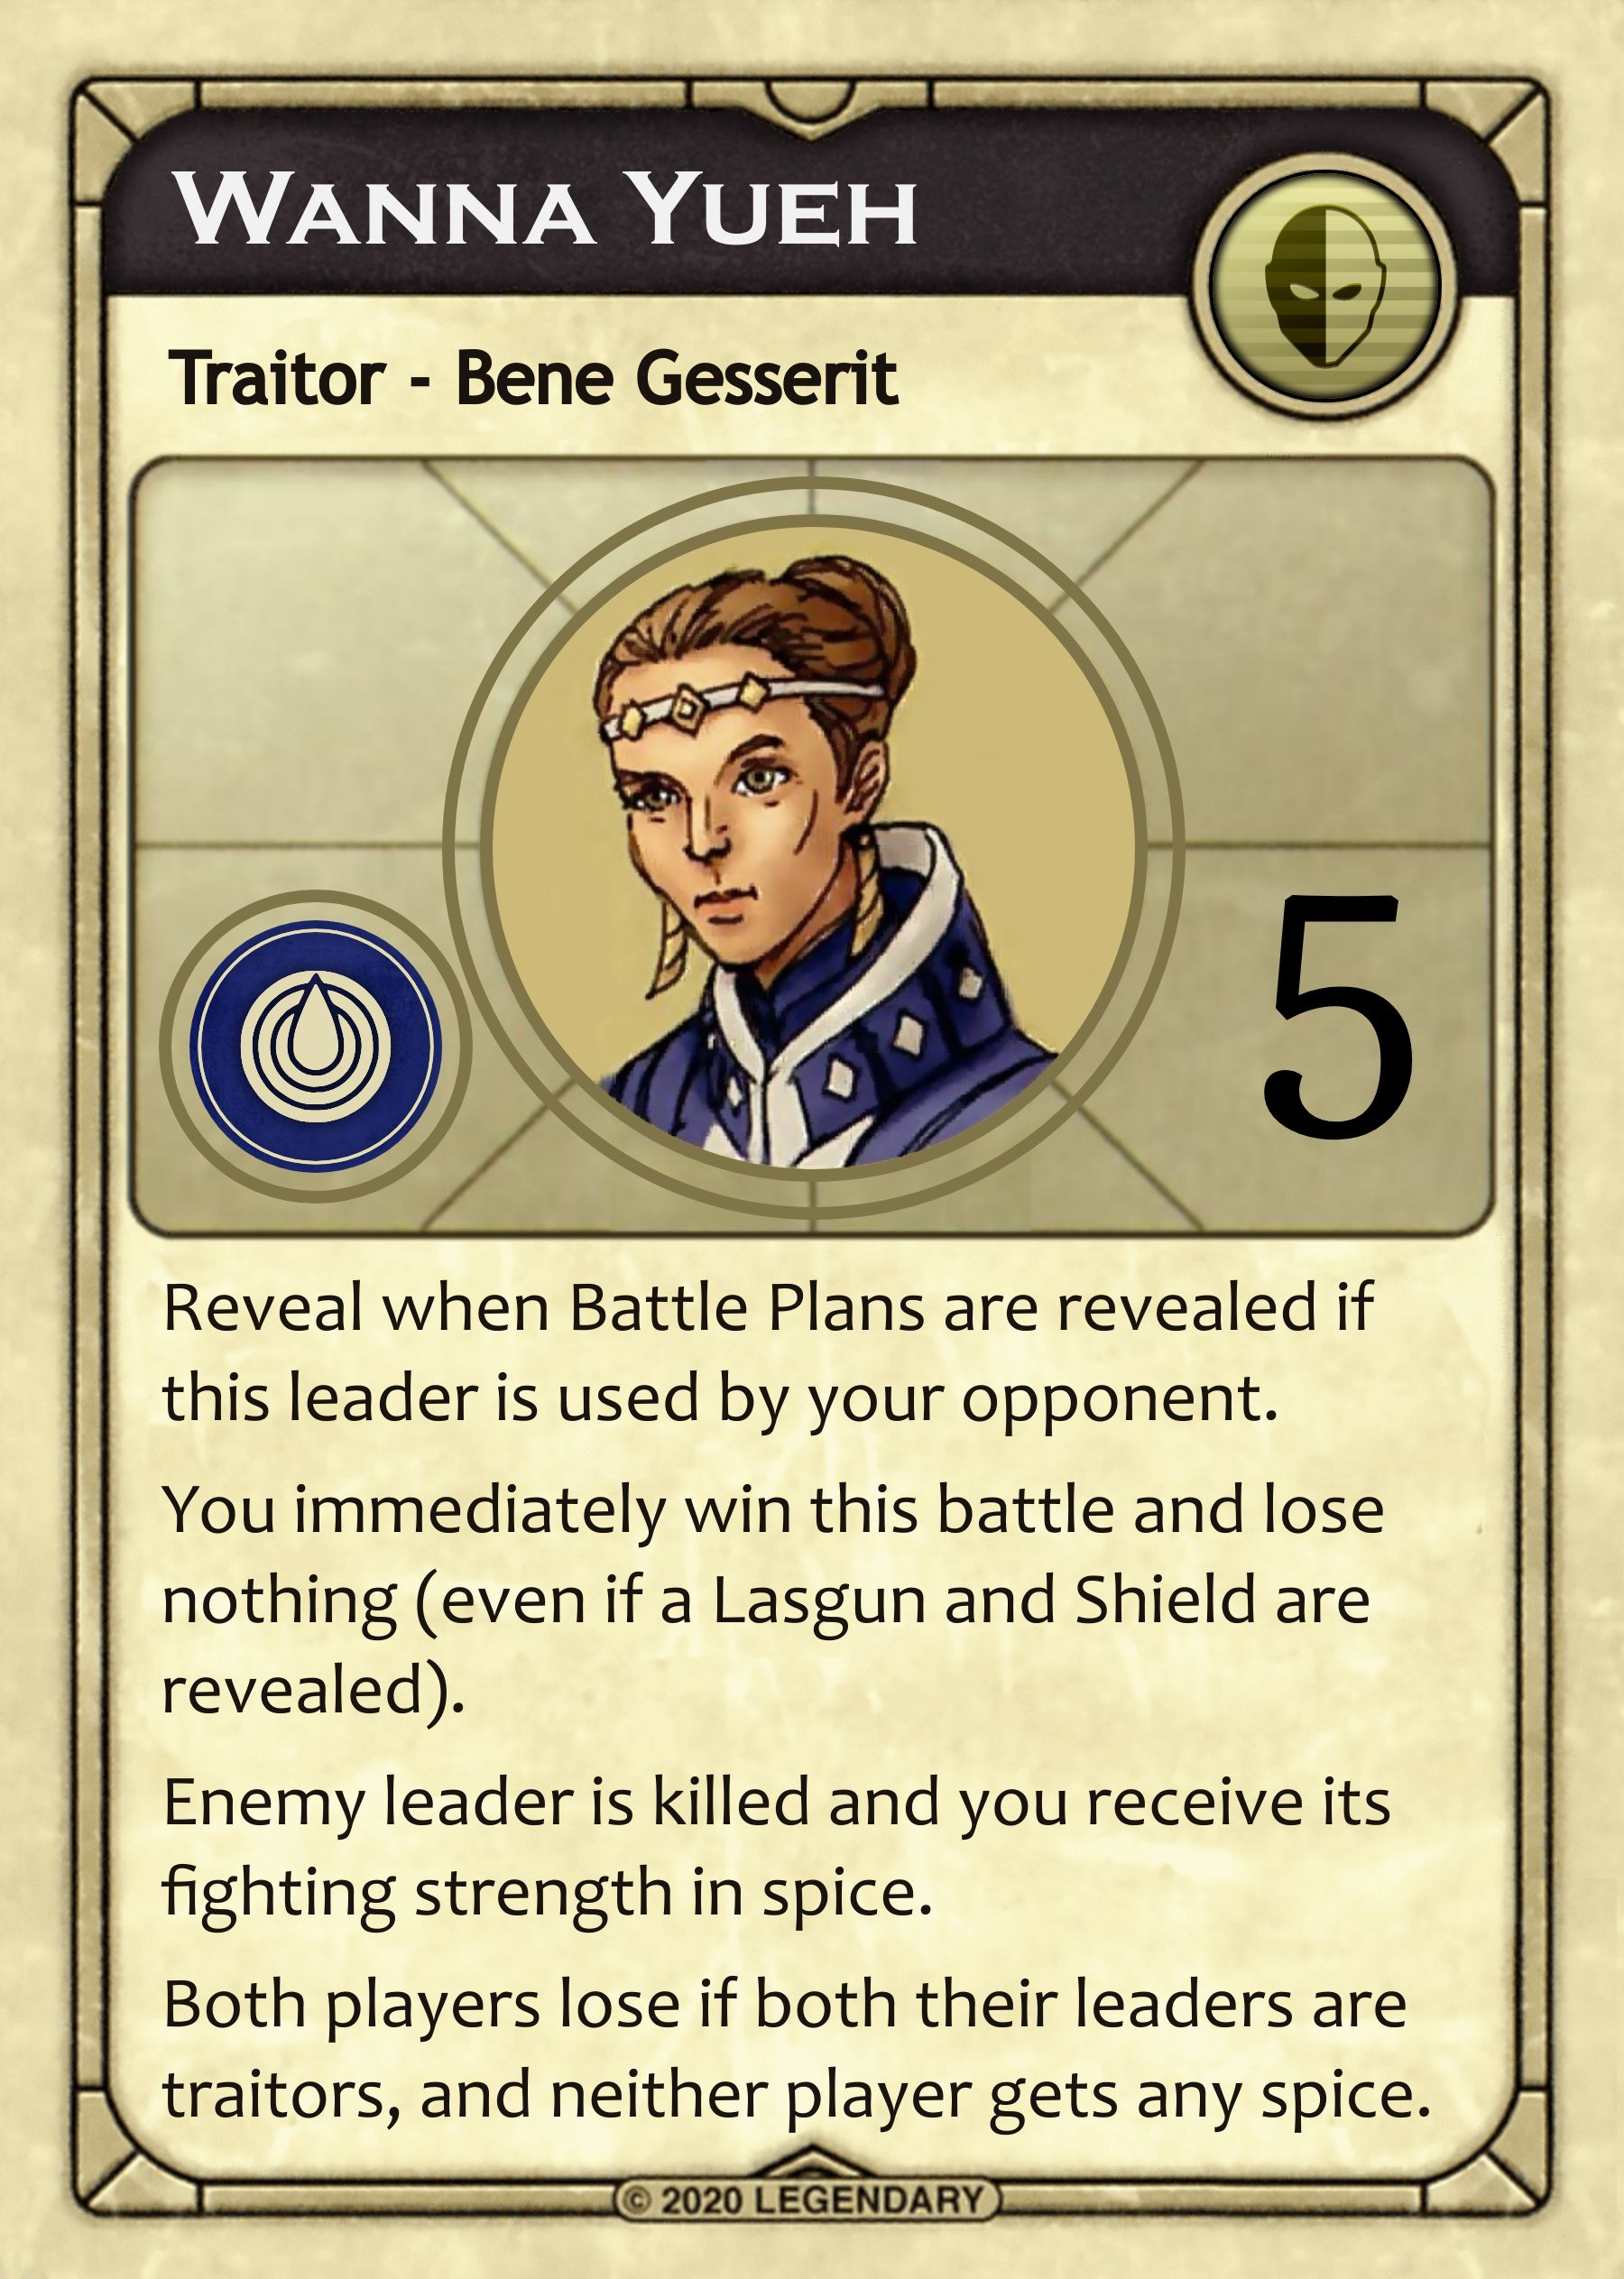 Wanna Yueh
Traitor - Bene Gesserit
5
Reveal when Battle Plans are revealed if
this leader is used by your opponent.
You immediately win this battle and lose
nothing (even if a Lasgun and Shield are
revealed).
Enemy leader is killed and you receive its
fighting strength in spice.
Both players lose if both their leaders are
traitors, and neither player gets any spice.
© 2020 LEGENDARY